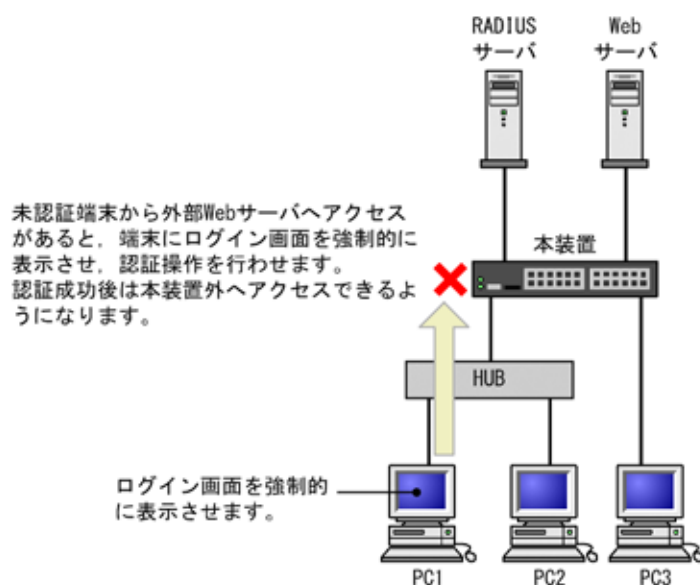 RADIUS
サーバ
Web
サーバ
未認証端末から外部Webサーバへアクセス
があると，端末にログイン画面を強制的に
表示させ，認証操作を行わせます。
認証成功後は本装置外へアクセスできるよ
うになります。
本装置
HUB
ログイン画面を強制的
に表示させます。
PC1
PC2
PC3